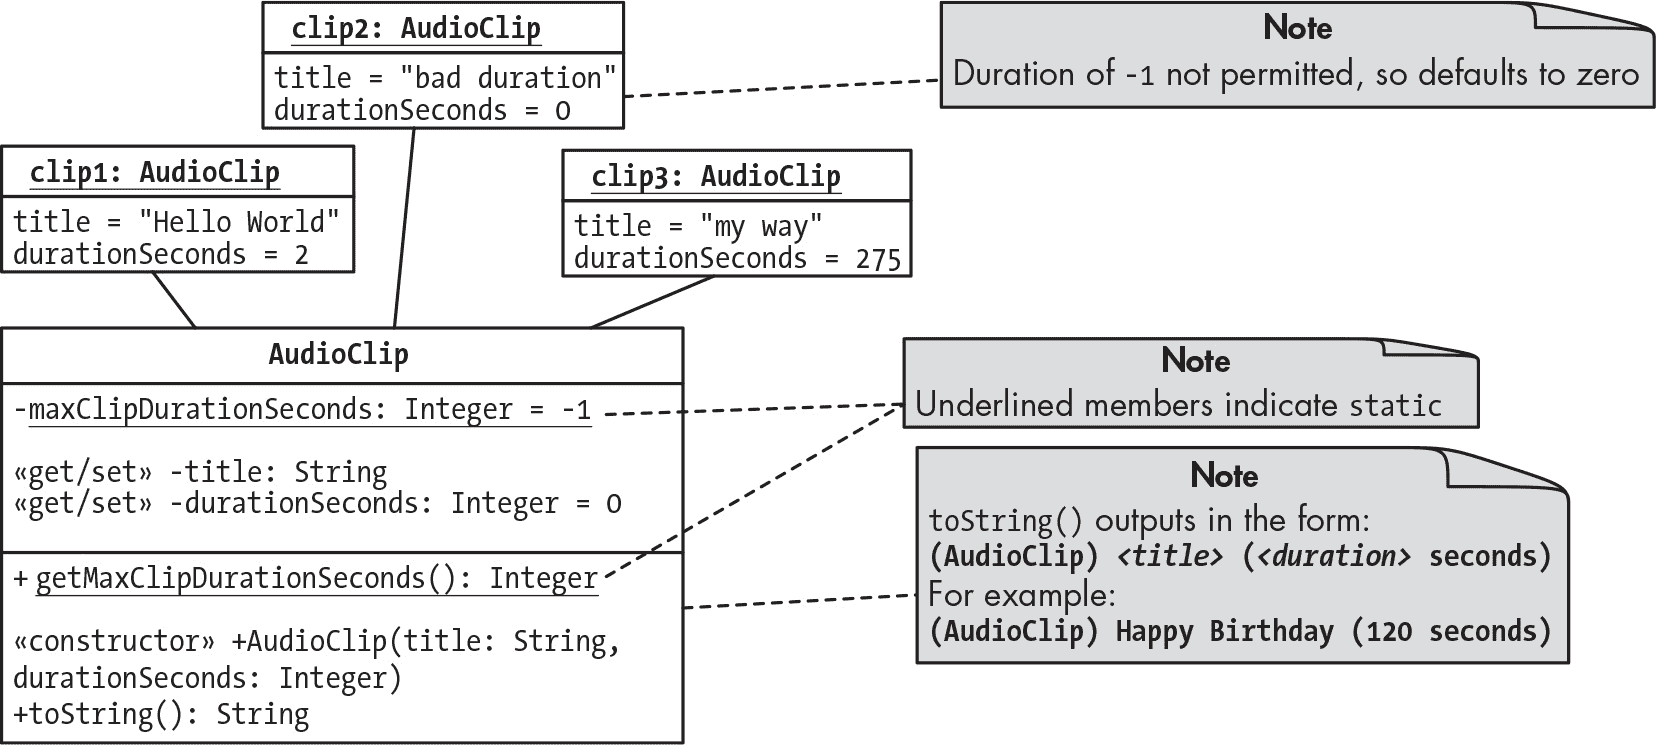 clip2: AudioClip
title = "bad duration"
durationSeconds = 0
Note
Duration of -1 not permitted, so defaults to zero
clip1: AudioClip
title = "Hello World"
durationSeconds = 2
clip3: AudioClip
title = "my way"
durationSeconds = 275
AudioClip
-maxClipDurationSeconds: Integer = -1
«get/set» -title: String
«get/set» -durationSeconds: Integer = 0
+ getMaxClipDurationSeconds(): Integer
«constructor» +AudioClip(title: String,
durationSeconds: Integer)
+toString(): String
Note
Underlined members indicate static
Note
toString() outputs in the form:
(AudioClip) <title> (<duration> seconds)
For example:
(AudioClip) Happy Birthday (120 seconds)